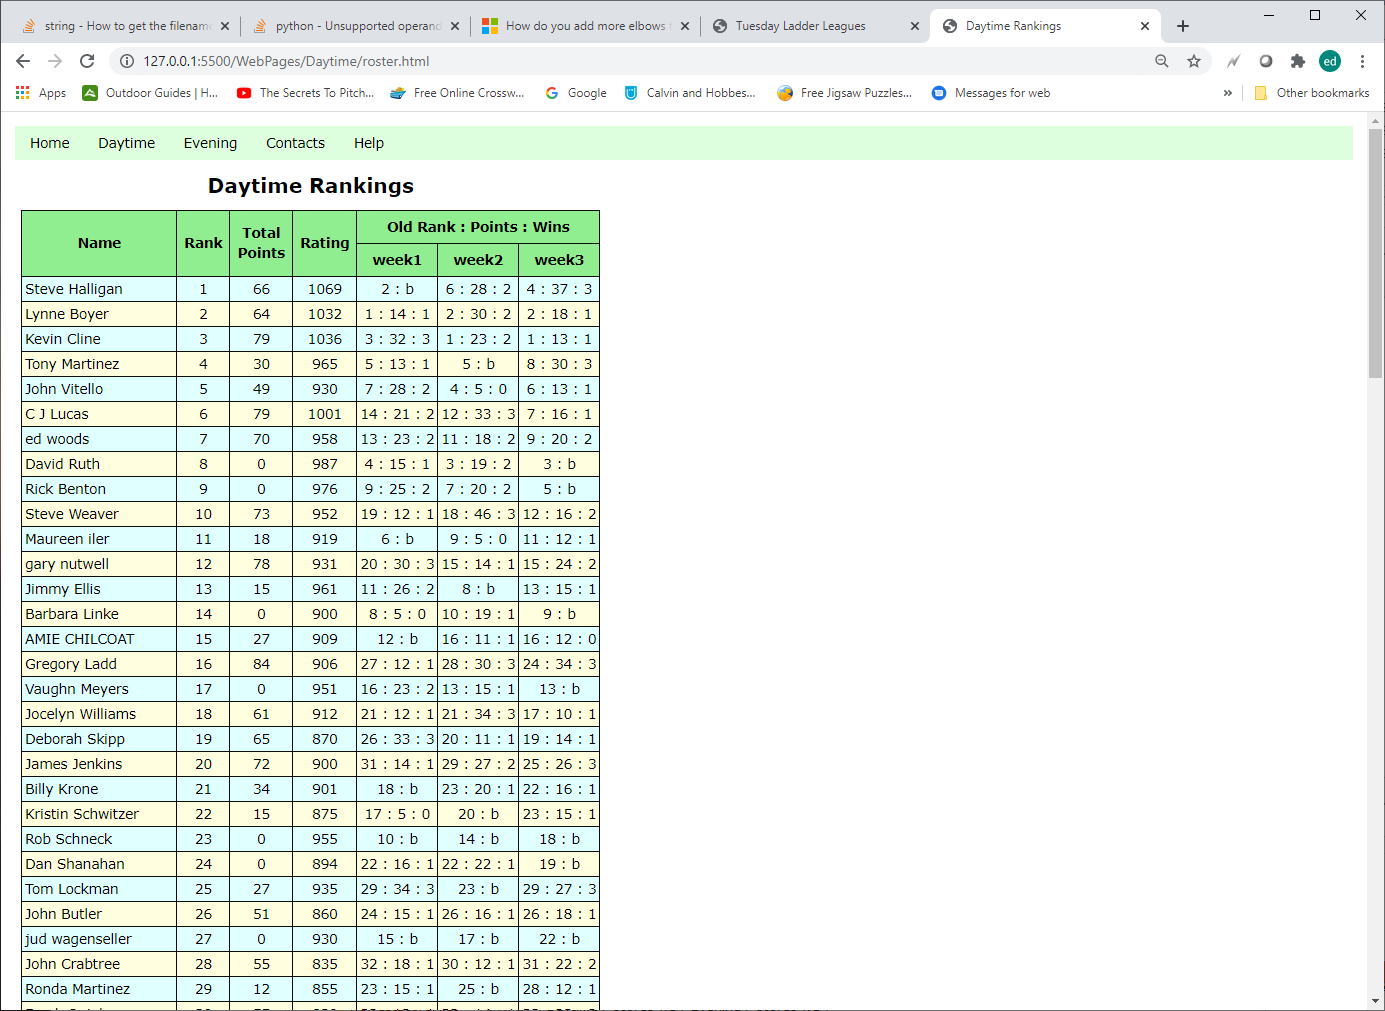 string - How to get the filename
python - Unsupported operand
How do you add more elbows t
Tuesday Ladder Leagues
Daytime Rankings
127.0.0.1:5500/WebPages/Daytime/roster.html
ed
Apps
Outdoor Guides | H...
The Secrets To Pitch...
Free Online Crossw...
Google
Calvin and Hobbes...
Free Jigsaw Puzzles...
Messages for web
»
Other bookmarks
Home Daytime Evening Contacts Help
Daytime Rankings
Name Rank Total Points Rating Old Rank : Points : Wins
week1 week2 week3
Steve Halligan 1 66 1069 2 : b 6 : 28 : 2 4 : 37 : 3
Lynne Boyer 2 64 1032 1 : 14 : 1 2 : 30 : 2 2 : 18 : 1
Kevin Cline 3 79 1036 3 : 32 : 3 1 : 23 : 2 1 : 13 : 1
Tony Martinez 4 30 965 5 : 13 : 1 5 : b 8 : 30 : 3
John Vitello 5 49 930 7 : 28 : 2 4 : 5 : 0 6 : 13 : 1
C J Lucas 6 79 1001 14 : 21 : 2 12 : 33 : 3 7 : 16 : 1
ed woods 7 70 958 13 : 23 : 2 11 : 18 : 2 9 : 20 : 2
David Ruth 8 0 987 4 : 15 : 1 3 : 19 : 2 3 : b
Rick Benton 9 0 976 9 : 25 : 2 7 : 20 : 2 5 : b
Steve Weaver 10 73 952 19 : 12 : 1 18 : 46 : 3 12 : 16 : 2
Maureen iler 11 18 919 6 : b 9 : 5 : 0 11 : 12 : 1
gary nutwell 12 78 931 20 : 30 : 3 15 : 14 : 1 15 : 24 : 2
Jimmy Ellis 13 15 961 11 : 26 : 2 8 : b 13 : 15 : 1
Barbara Linke 14 0 900 8 : 5 : 0 10 : 19 : 1 9 : b
AMIE CHILCOAT 15 27 909 12 : b 16 : 11 : 1 16 : 12 : 0
Gregory Ladd 16 84 906 27 : 12 : 1 28 : 30 : 3 24 : 34 : 3
Vaughn Meyers 17 0 951 16 : 23 : 2 13 : 15 : 1 13 : b
Jocelyn Williams 18 61 912 21 : 12 : 1 21 : 34 : 3 17 : 10 : 1
Deborah Skipp 19 65 870 26 : 33 : 3 20 : 11 : 1 19 : 14 : 1
James Jenkins 20 72 900 31 : 14 : 1 29 : 27 : 2 25 : 26 : 3
Billy Krone 21 34 901 18 : b 23 : 20 : 1 22 : 16 : 1
Kristin Schwitzer 22 15 875 17 : 5 : 0 20 : b 23 : 15 : 1
Rob Schneck 23 0 955 10 : b 14 : b 18 : b
Dan Shanahan 24 0 894 22 : 16 : 1 22 : 22 : 1 19 : b
Tom Lockman 25 27 935 29 : 34 : 3 23 : b 29 : 27 : 3
John Butler 26 51 860 24 : 15 : 1 26 : 16 : 1 26 : 18 : 1
jud wagenseller 27 0 930 15 : b 17 : b 22 : b
John Crabtree 28 55 835 32 : 18 : 1 30 : 12 : 1 31 : 22 : 2
Ronda Martinez 29 12 855 23 : 15 : 1 25 : b 28 : 12 : 1